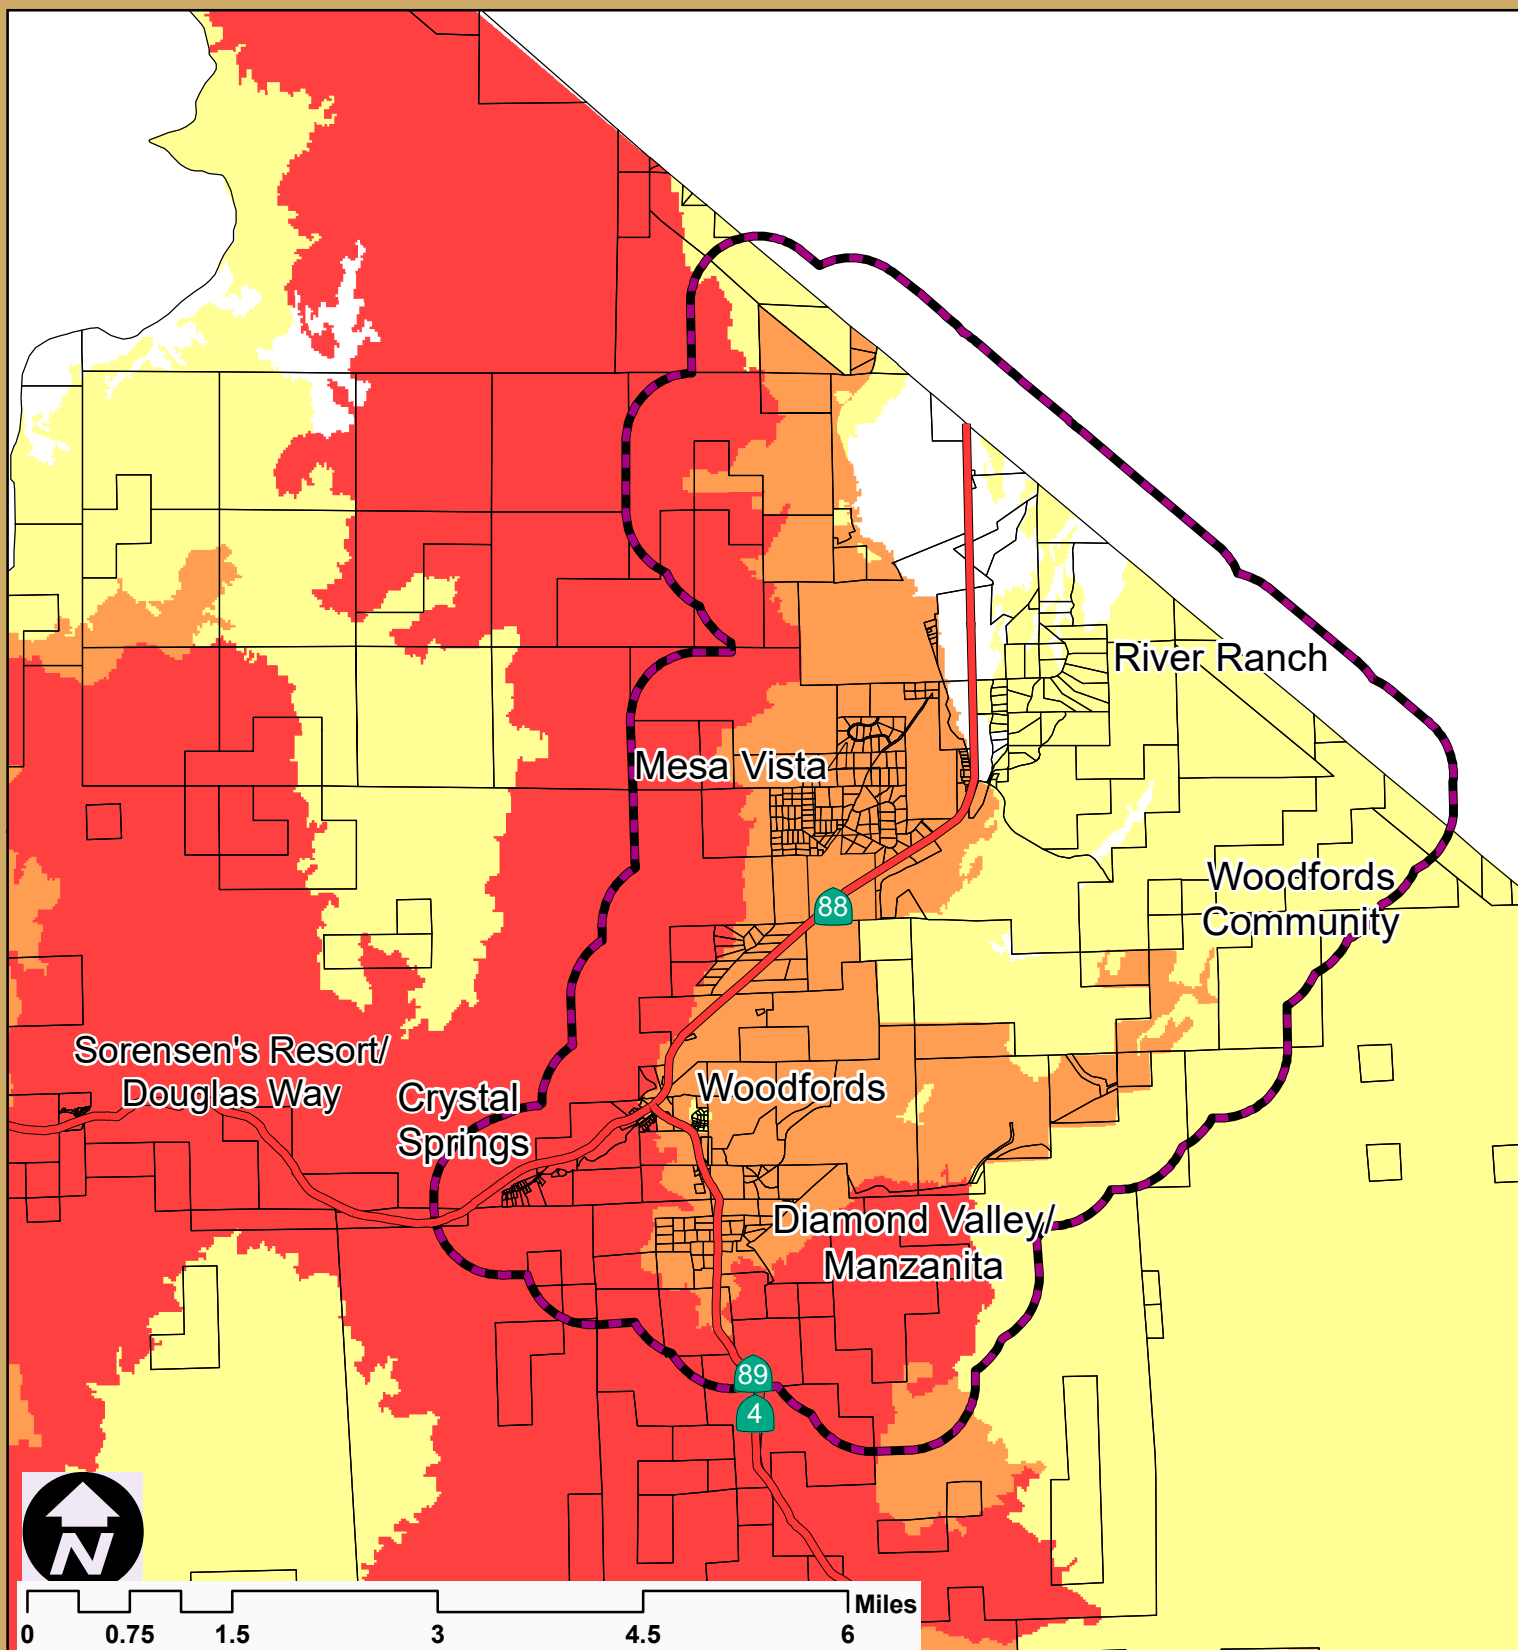 River Ranch
Mesa Vista
Woodfords
Community
88
Sorensen's Resort/
Douglas Way
Crystal
Springs
Woodfords
Diamond Valley/
Manzanita
89
4
N
Miles
0 0.75 1.5 3 4.5 6